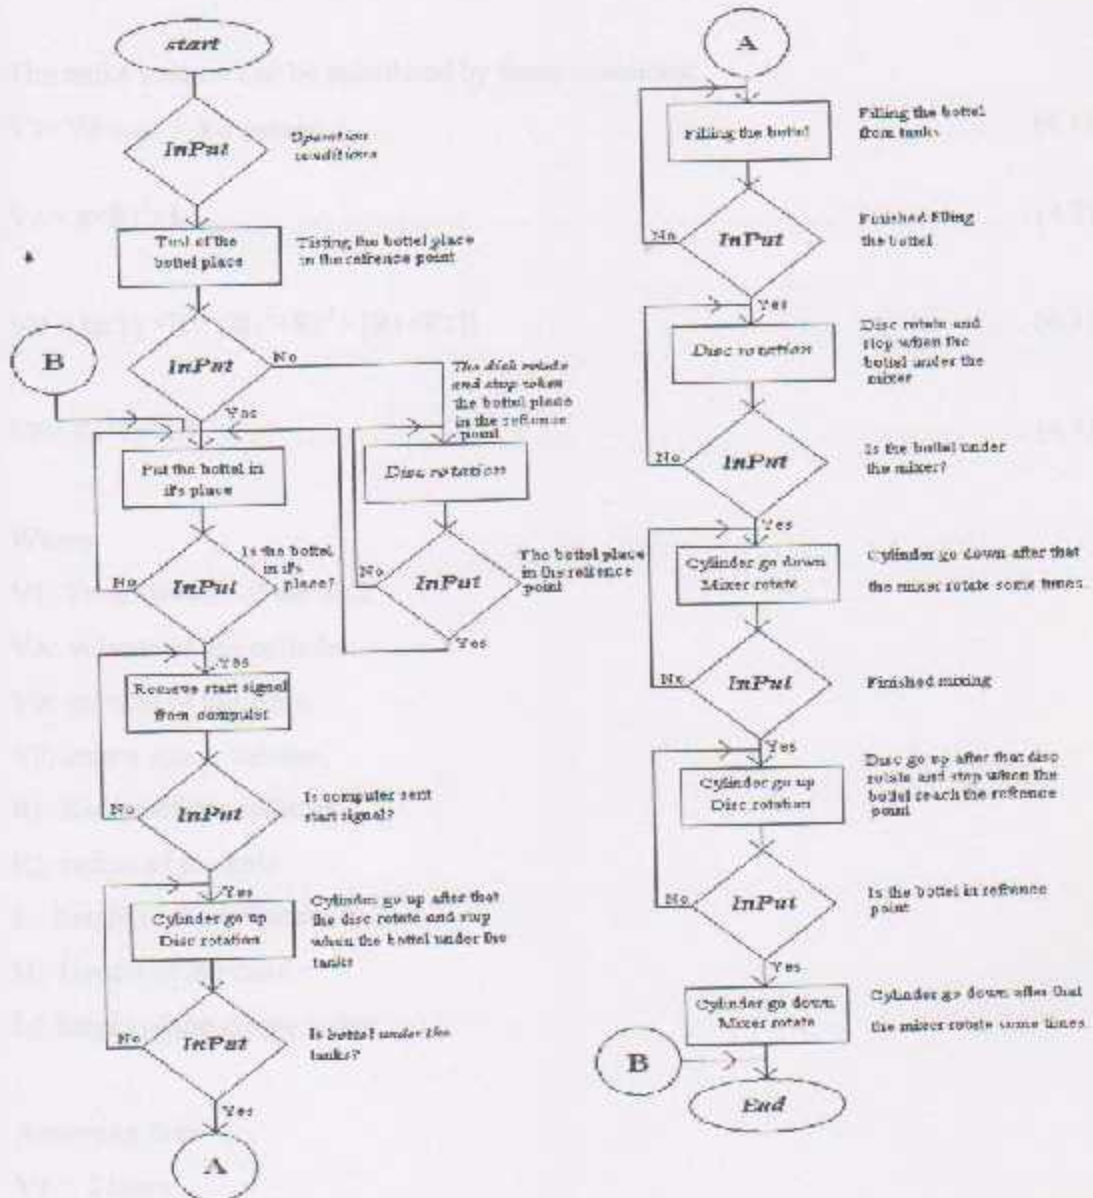 start
InPut
Operation
conditions
Test of the
bottel place
Tisting the bottel place
in the refrence point
B
InPut
No
The disk rotate
and stop when
the bottel place
in the refrence
point
Yes
Put the bottel in
it's place
Disc rotation
Is the bottel
in it's
place?
No
InPut
No
InPut
The bottel place
in the refrence
point
Yes
Yes
Recieve start signal
from computer
No
InPut
Is computer sent
start signal?
Yes
Cylinder go up
Disc rotation
Cylinder go up after that
the disc rotate and stop
when the bottel under the
tanks
No
InPut
Is bottel under the
tanks?
Yes
A
A
Filling the bottel
Filling the bottel
from tanks
No
InPut
Finished filling
the bottel
Yes
Disc rotation
Disc rotate and
stop when the
bottel under the
mixer
No
InPut
Is the bottel under
the mixer?
Yes
Cylinder go down
Mixer rotate
Cylinder go down after that
the mixer rotate some times.
No
InPut
Finished mixing
Yes
Cylinder go up
Disc rotation
Disc go up after that disc
rotate and stop when the
bottel reach the refrence
point
No
InPut
Is the bottel in refrence
point
Yes
Cylinder go down
Mixer rotate
Cylinder go down after that
the mixer rotate some times.
B
End